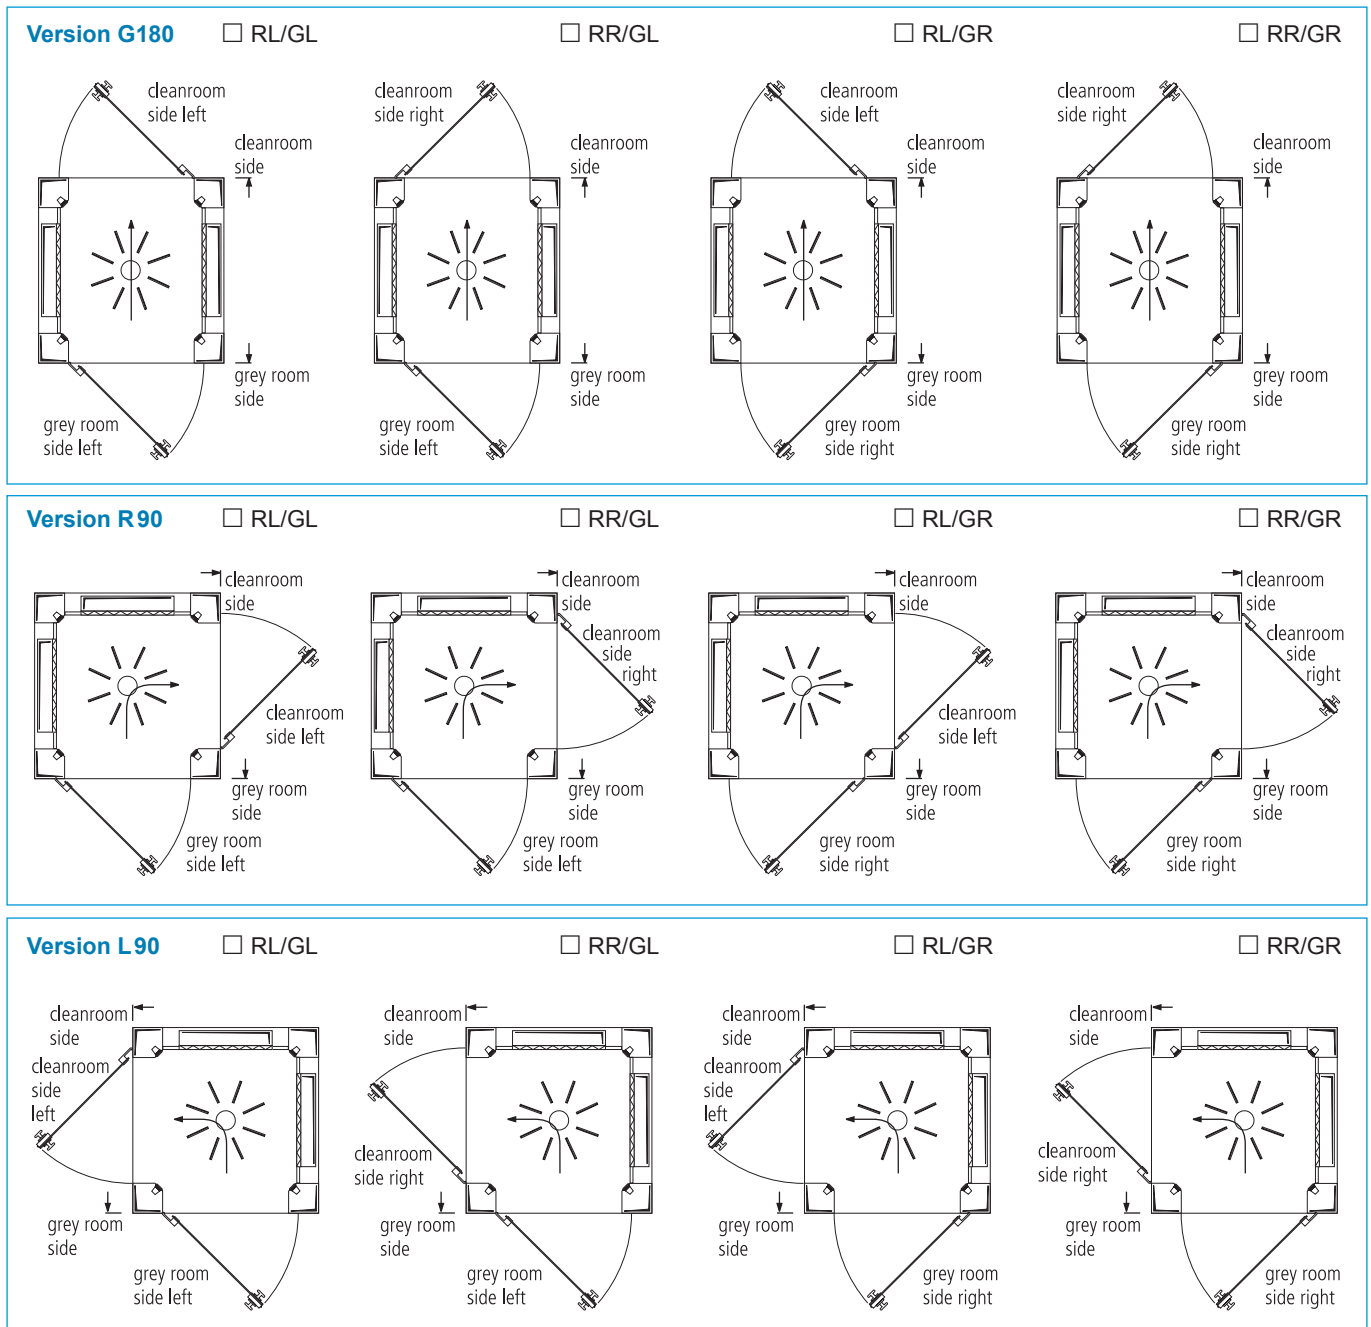 Version G180 ☐ RL/GL ☐ RR/GL ☐ RL/GR ☐ RR/GR
cleanroom
side left
cleanroom
side
grey room
side
grey room
side left
cleanroom
side right
cleanroom
side
grey room
side
grey room
side left
cleanroom
side left
cleanroom
side
grey room
side
grey room
side right
cleanroom
side right
cleanroom
side
grey room
side
grey room
side right
Version R 90 ☐ RL/GL ☐ RR/GL ☐ RL/GR ☐ RR/GR
cleanroom
side
cleanroom
side left
grey room
side
grey room
side left
cleanroom
side
cleanroom
side
right
grey room
side
grey room
side left
cleanroom
side
cleanroom
side left
grey room
side
grey room
side right
cleanroom
side
cleanroom
side
right
grey room
side
grey room
side right
Version L 90 ☐ RL/GL ☐ RR/GL ☐ RL/GR ☐ RR/GR
cleanroom
side
cleanroom
side
left
grey room
side
grey room
side left
cleanroom
side
cleanroom
side right
grey room
side
grey room
side left
cleanroom
side
cleanroom
side
left
grey room
side
grey room
side right
cleanroom
side
cleanroom
side right
grey room
side
grey room
side right